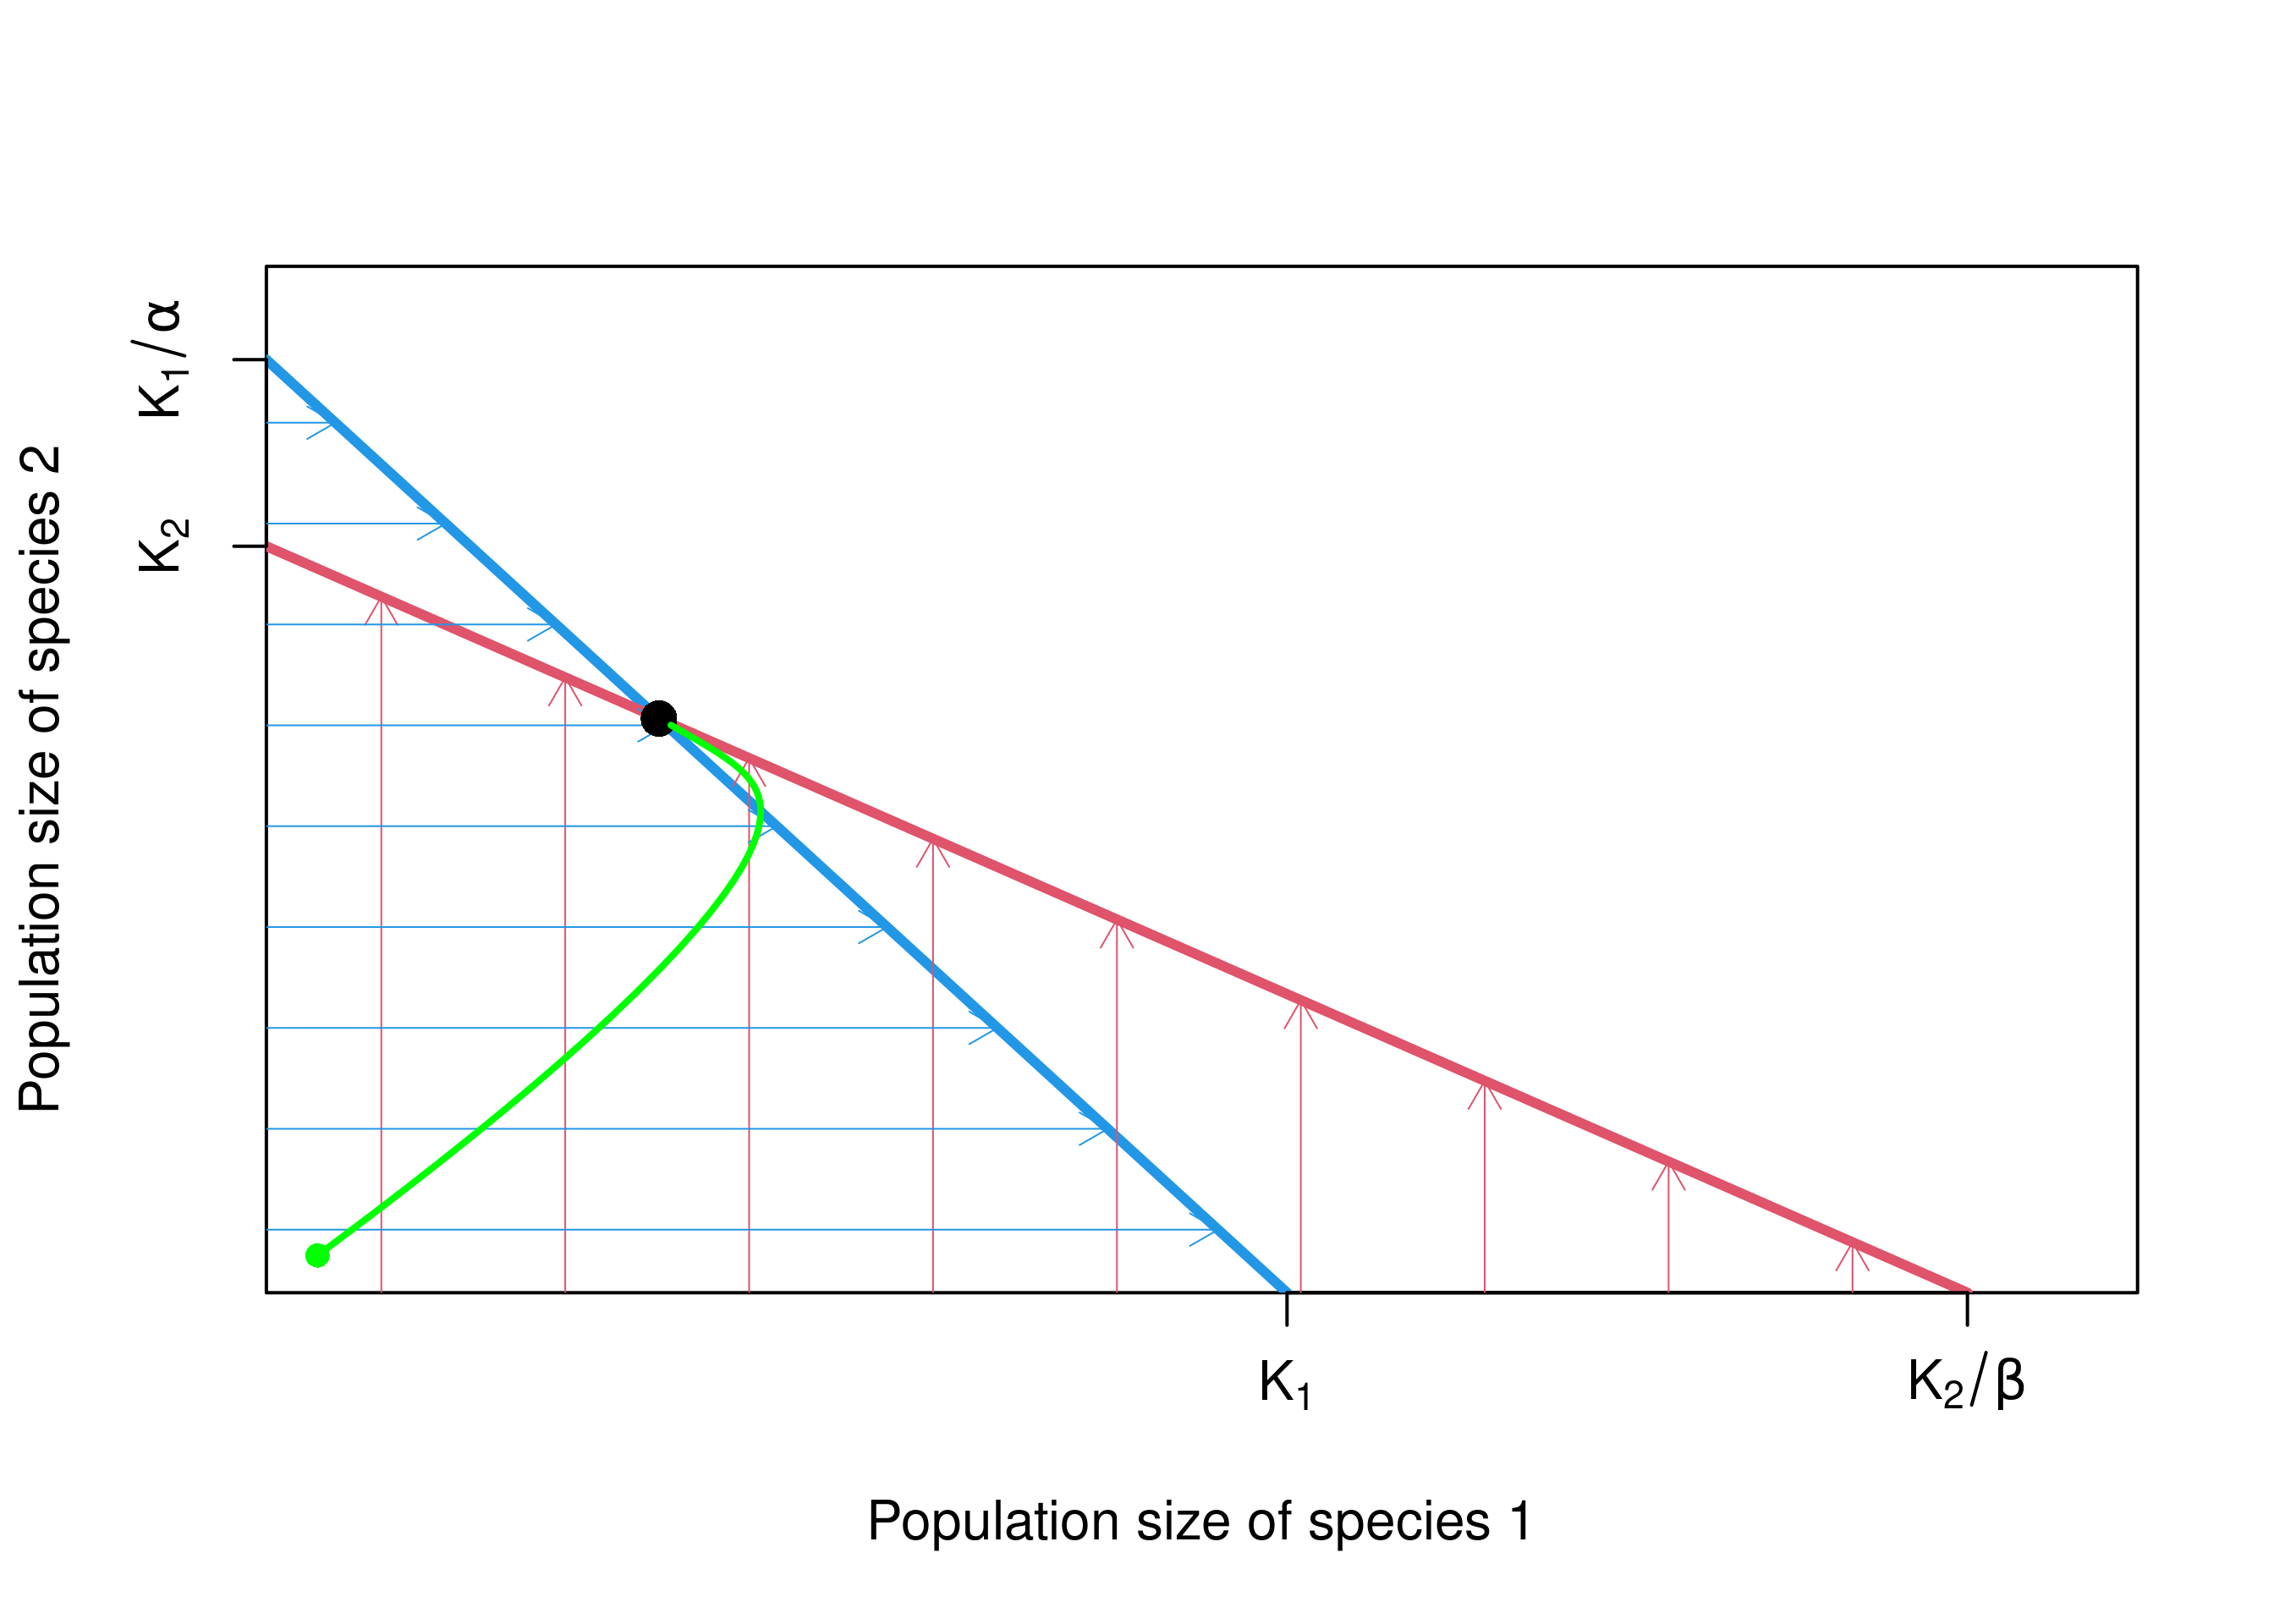 Population size of species 2
K₁/α
K₂
K₁
K₂/β
Population size of species 1